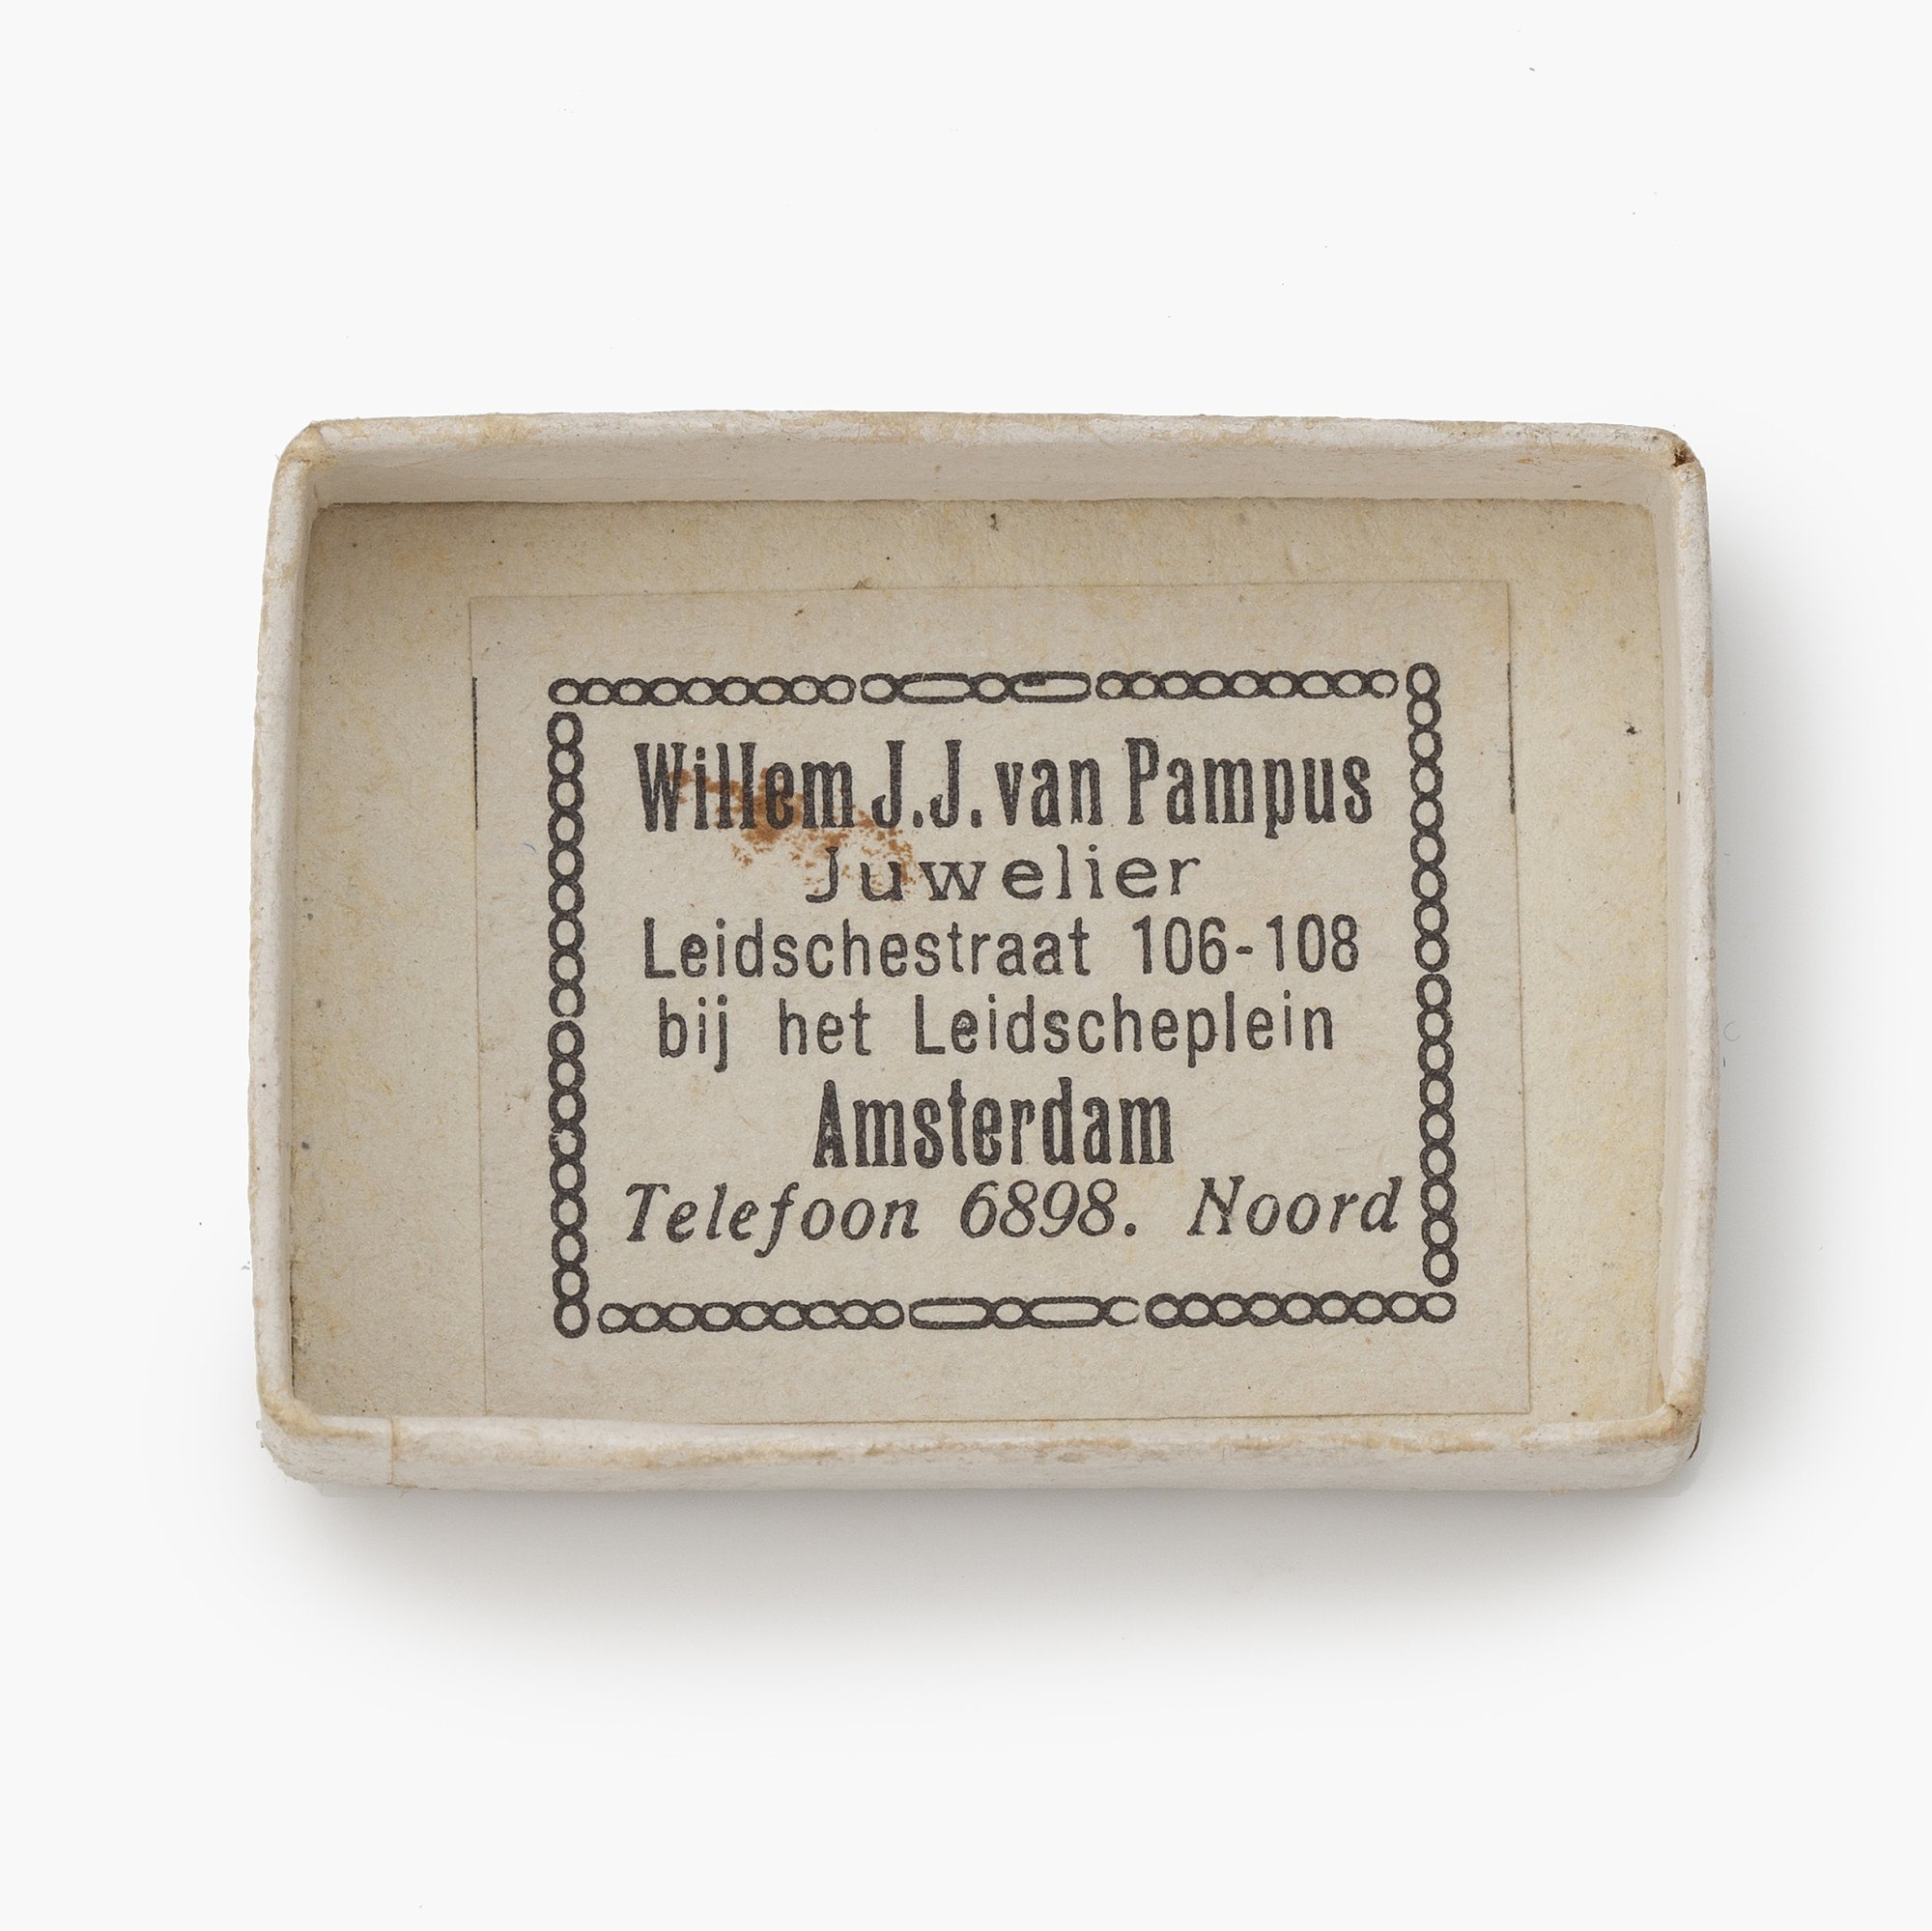 Willem J.J. van Pampus
Juwelier
Leidschestraat 106-108
bij het Leidscheplein
Amsterdam
Telefoon 6898. Noord